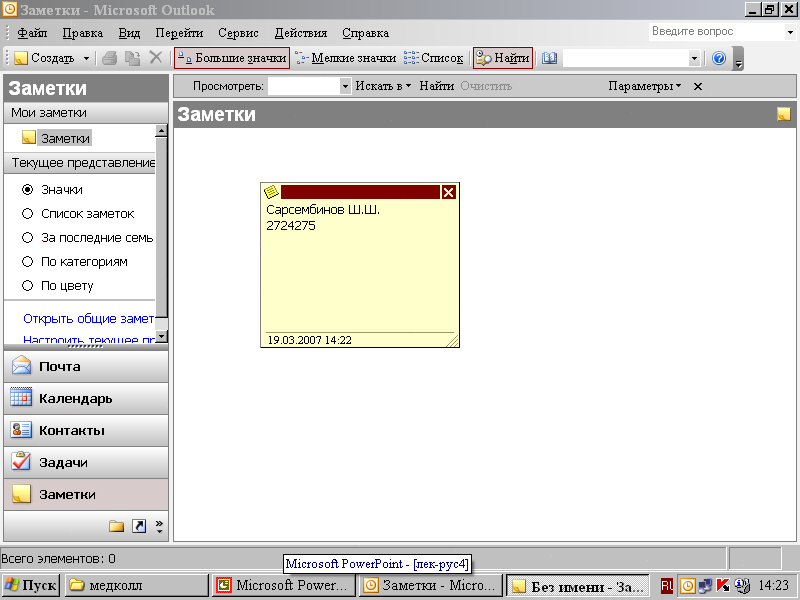 Заметки - Microsoft Outlook
Файл Правка Вид Перейти Сервис Действия Справка
Введите вопрос
Создать Большие значки Мелкие значки Список Найти
Просмотреть: Искать в Найти Очистить Параметры
Заметки
Мои заметки
Заметки
Текущее представление
Значки
Список заметок
За последние семь
По категориям
По цвету
Открыть общие замет
Настроить текущее пр
Почта
Календарь
Контакты
Задачи
Заметки
Заметки
Сарсембинов Ш.Ш.
2724275
19.03.2007 14:22
Всего элементов: 0
Microsoft PowerPoint - [лек-рус4]
Пуск
медколл
Microsoft Power...
Заметки - Micro...
Без имени - За...
Rl
14:23